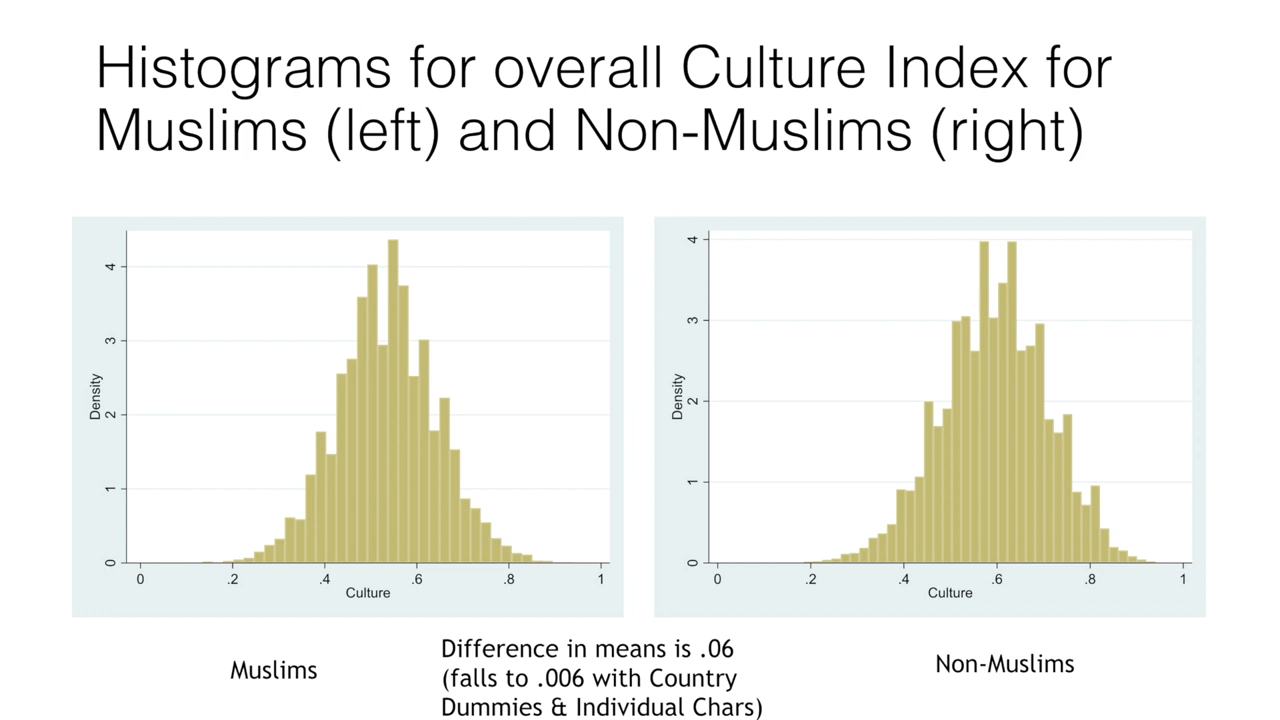 Histograms for overall Culture Index for
Muslims (left) and Non-Muslims (right)
Density
4
3
2
1
0
0 .2 .4 .6 .8 1
Culture
Density
4
3
2
1
0
0 .2 .4 .6 .8 1
Culture
Muslims
Difference in means is .06
(falls to .006 with Country
Dummies & Individual Chars)
Non-Muslims